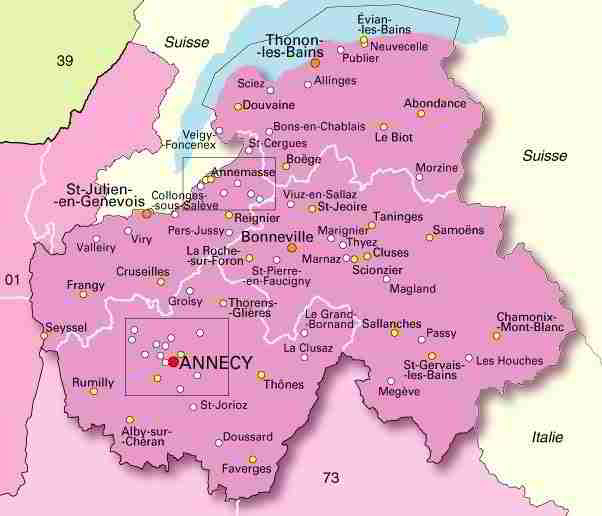 Évian-
-les-Bains
Suisse
Thonon-
-les-Bains
Neuvecelle
Publier
39
Sciez
Allinges
Douvaine
Abondance
Veigy-
-Foncenex
Bons-en-Chablais
Le Biot
St-Cergues
Boëge
Suisse
Annemasse
Morzine
St-Julien-
-en-Genevois
Collonges-
-sous-Salève
Viuz-en-Sallaz
St-Jeoire
Reignier
Taninges
Viry
Pers-Jussy
Marignier
Samoëns
Valleiry
Bonneville
Thyez
La Roche-
-sur-Foron
Marnaz
Cluses
Scionzier
St-Pierre-
-en-Faucigny
01
Cruseilles
Magland
Frangy
Groisy
Thorens-
-Glières
Chamonix-
-Mont-Blanc
Seyssel
Le Grand-
-Bornand
Sallanches
Passy
La Clusaz
ANNECY
St-Gervais-
-les-Bains
Les Houches
Rumilly
Thônes
Megève
St-Jorioz
Alby-sur-
-Chéran
Doussard
Italie
Faverges
73